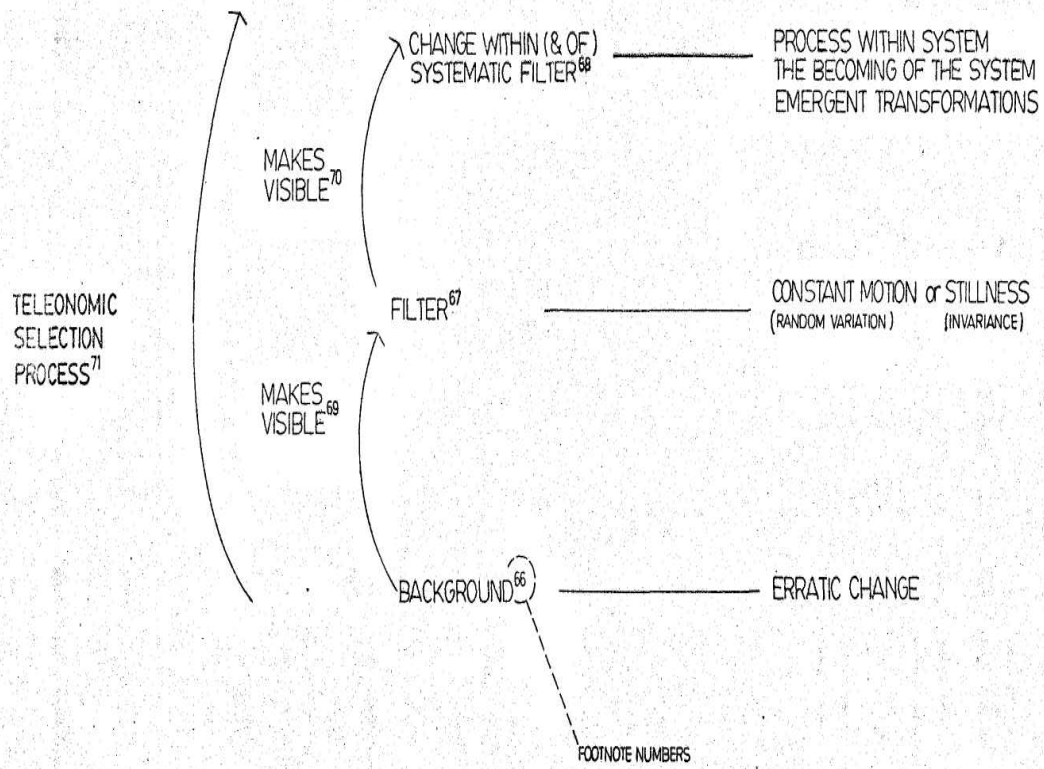 CHANGE WITHIN (& OF)
SYSTEMATIC FILTER68
PROCESS WITHIN SYSTEM
THE BECOMING OF THE SYSTEM
EMERGENT TRANSFORMATIONS
MAKES
VISIBLE70
TELEONOMIC
SELECTION
PROCESS71
FILTER67
CONSTANT MOTION or STILLNESS
(RANDOM VARIATION) (INVARIANCE)
MAKES
VISIBLE69
BACKGROUND66
ERRATIC CHANGE
FOOTNOTE NUMBERS